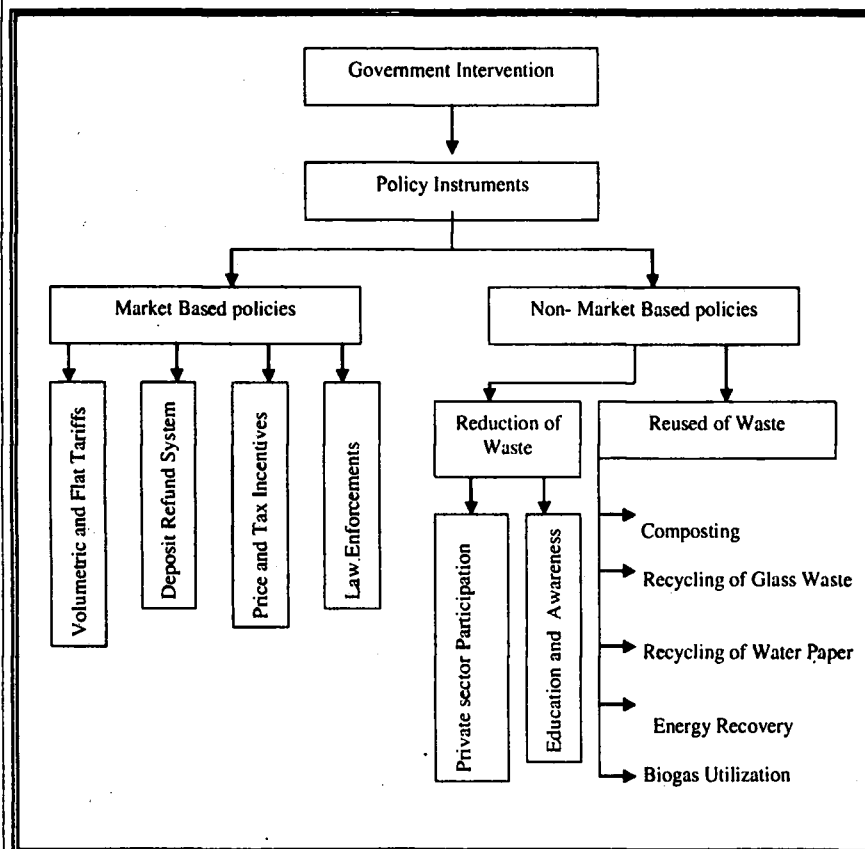 Government Intervention
Policy Instruments
Market Based policies
Non- Market Based policies
Volumetric and Flat Tariffs
Deposit Refund System
Price and Tax Incentives
Law Enforcements
Reduction of
Waste
Reused of Waste
Private sector Participation
Education and Awareness
Composting
Recycling of Glass Waste
Recycling of Water Paper
Energy Recovery
Biogas Utilization